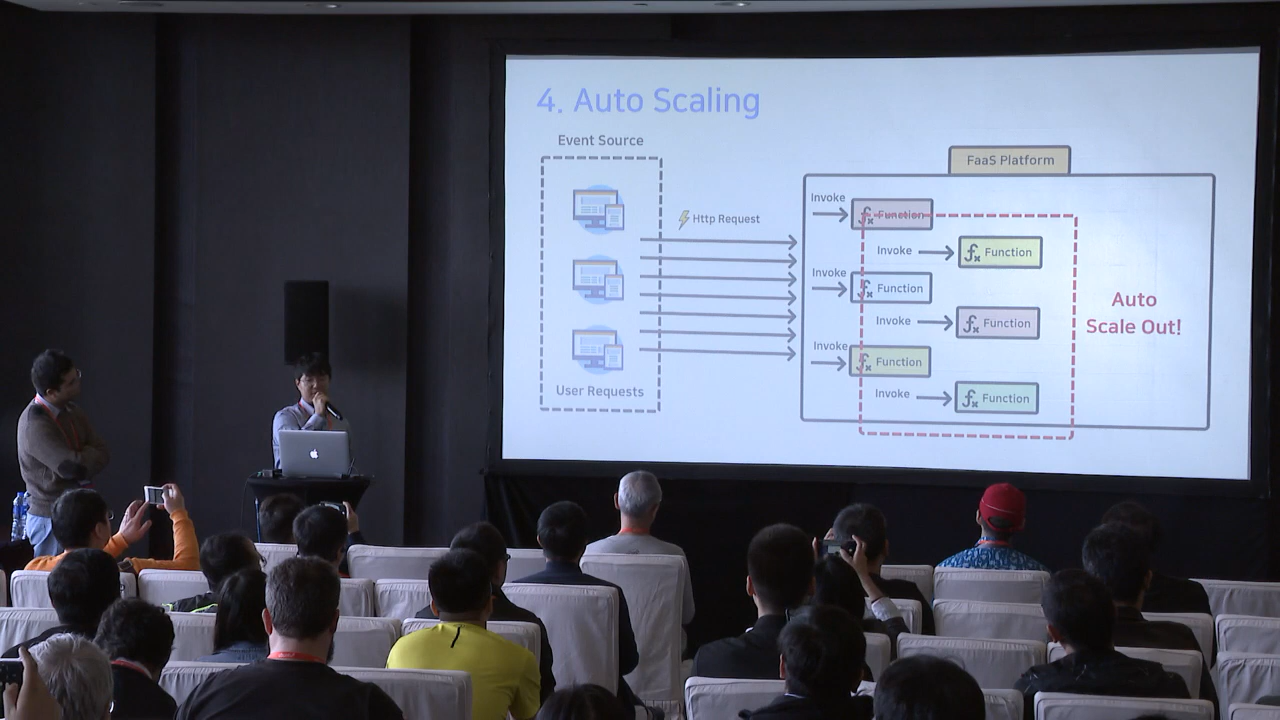 4. Auto Scaling
Event Source
FaaS Platform
Invoke
Function
Http Request
Invoke
Function
Invoke
Function
Auto
Scale Out!
Invoke
Function
Invoke
Function
User Requests
Invoke
Function